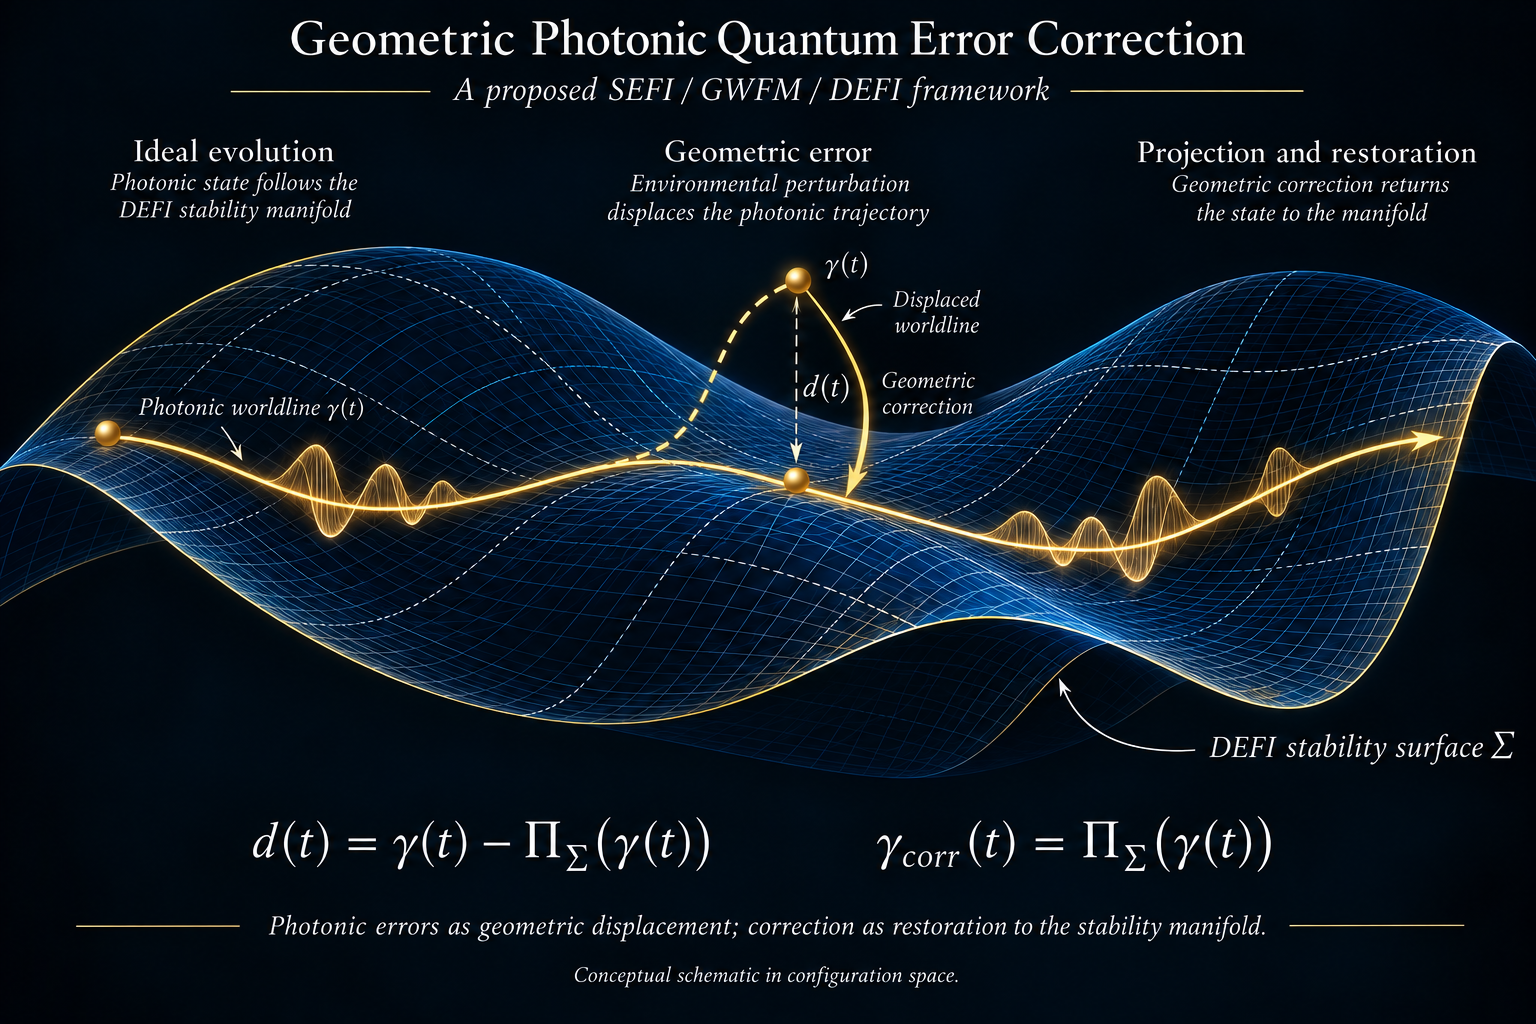 Geometric Photonic Quantum Error Correction
A proposed SEFI / GWFM / DEFI framework
Ideal evolution
Photonic state follows the
DEFI stability manifold
Geometric error
Environmental perturbation
displaces the photonic trajectory
Projection and restoration
Geometric correction returns
the state to the manifold
γ(t)
Displaced
worldline
d(t)
Geometric
correction
Photonic worldline γ(t)
DEFI stability surface Σ
d(t) = γ(t) − Π_Σ(γ(t))
γ_corr(t) = Π_Σ(γ(t))
Photonic errors as geometric displacement; correction as restoration to the stability manifold.
Conceptual schematic in configuration space.